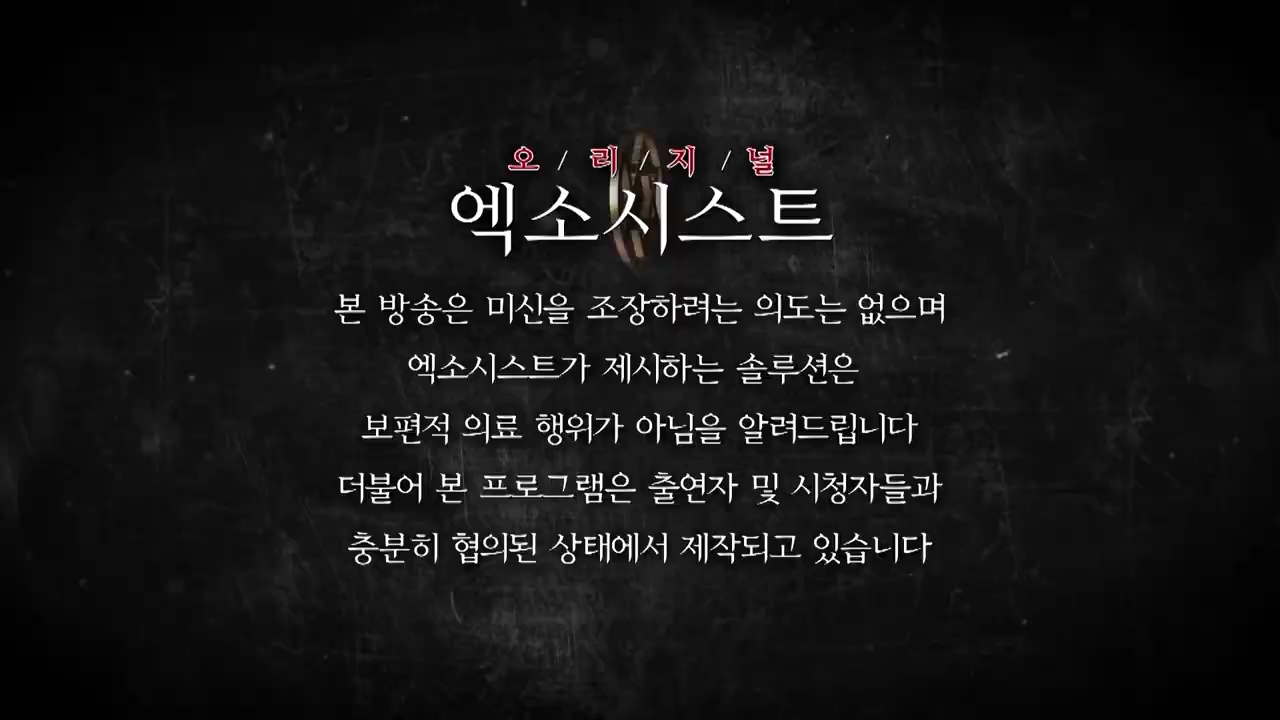 오/리/지/널
엑소시스트
본 방송은 미신을 조장하려는 의도는 없으며
엑소시스트가 제시하는 솔루션은
보편적 의료 행위가 아님을 알려드립니다
더불어 본 프로그램은 출연자 및 시청자들과
충분히 협의된 상태에서 제작되고 있습니다